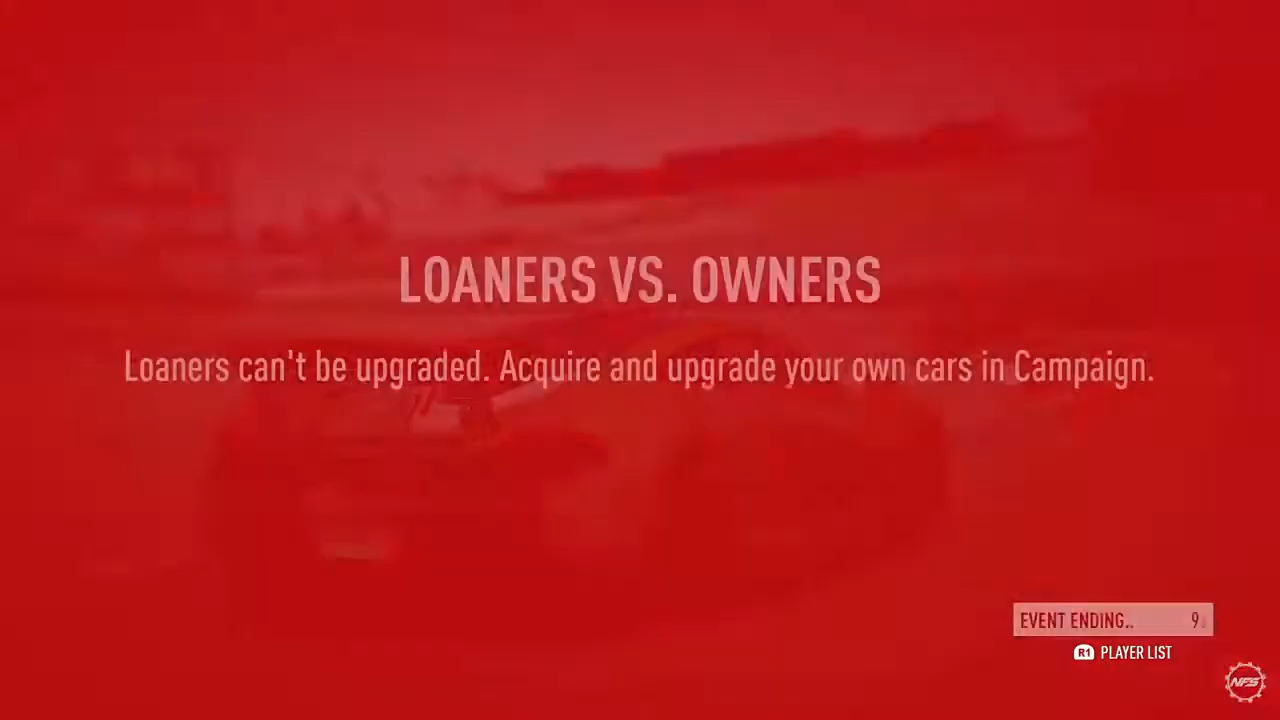 LOANERS VS. OWNERS
Loaners can't be upgraded. Acquire and upgrade your own cars in Campaign.
EVENT ENDING.. 9
R1 PLAYER LIST
NFS